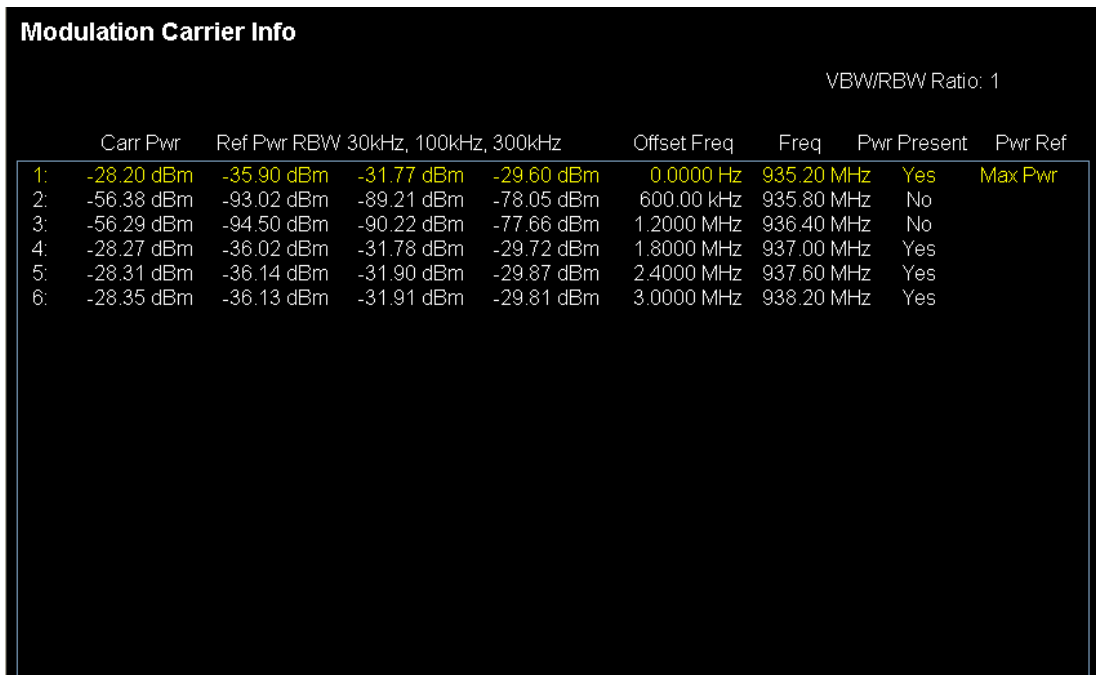 Modulation Carrier Info
VBW/RBW Ratio: 1
Carr Pwr Ref Pwr RBW 30kHz, 100kHz, 300kHz Offset Freq Freq Pwr Present Pwr Ref
1: -28.20 dBm -35.90 dBm -31.77 dBm -29.60 dBm 0.0000 Hz 935.20 MHz Yes Max Pwr
2: -56.38 dBm -93.02 dBm -89.21 dBm -78.05 dBm 600.00 kHz 935.80 MHz No
3: -56.29 dBm -94.50 dBm -90.22 dBm -77.66 dBm 1.2000 MHz 936.40 MHz No
4: -28.27 dBm -36.02 dBm -31.78 dBm -29.72 dBm 1.8000 MHz 937.00 MHz Yes
5: -28.31 dBm -36.14 dBm -31.90 dBm -29.87 dBm 2.4000 MHz 937.60 MHz Yes
6: -28.35 dBm -36.13 dBm -31.91 dBm -29.81 dBm 3.0000 MHz 938.20 MHz Yes